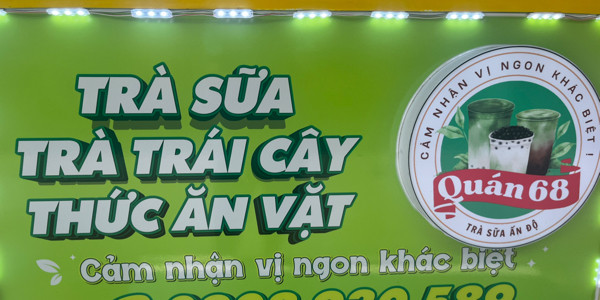 TRÀ SỮA
TRÀ TRÁI CÂY
THỨC ĂN VẶT
Cảm nhận vị ngon khác biệt
CẢM NHẬN VỊ NGON KHÁC BIỆT !
Quán 68
TRÀ SỮA ẤN ĐỘ